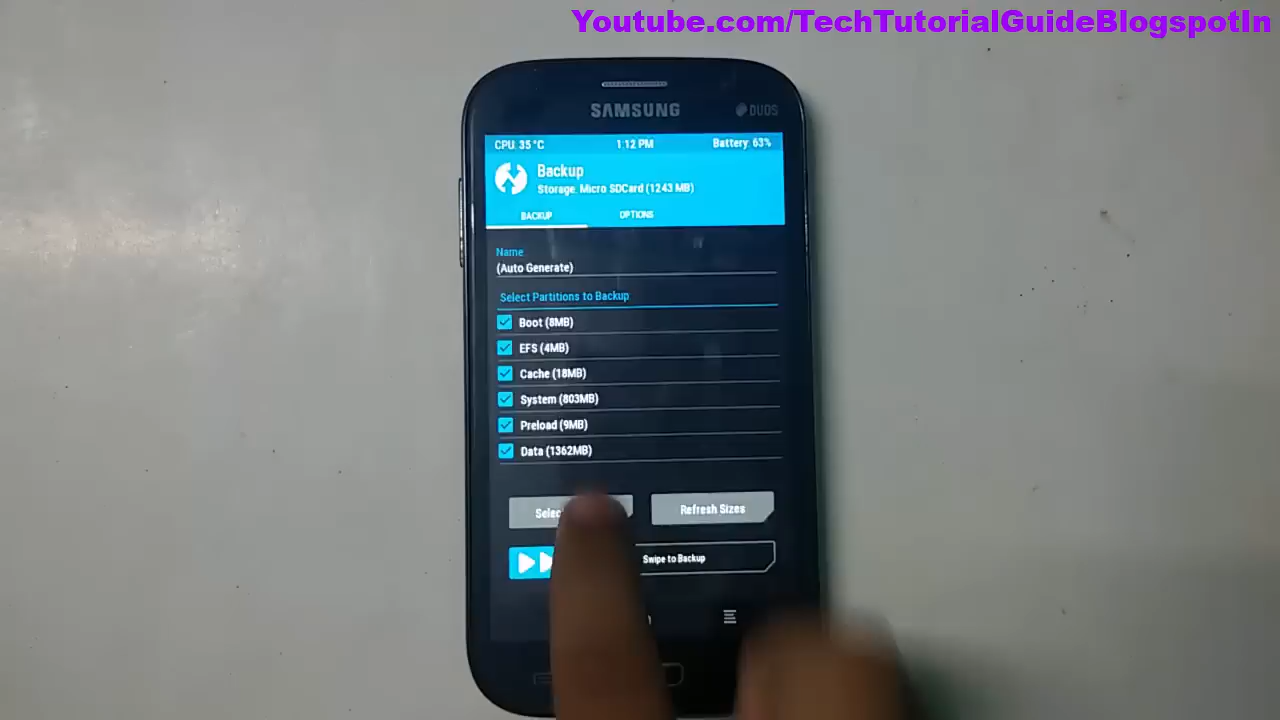 Youtube.com/TechTutorialGuideBlogspotIn
SAMSUNG
DUOS
CPU: 35 °C 1:12 PM Battery: 63%
Backup
Storage: Micro SDCard (1243 MB)
BACKUP OPTIONS
Name
(Auto Generate)
Select Partitions to Backup
Boot (8MB)
EFS (4MB)
Cache (18MB)
System (803MB)
Preload (9MB)
Data (1362MB)
Refresh Sizes
Swipe to Backup